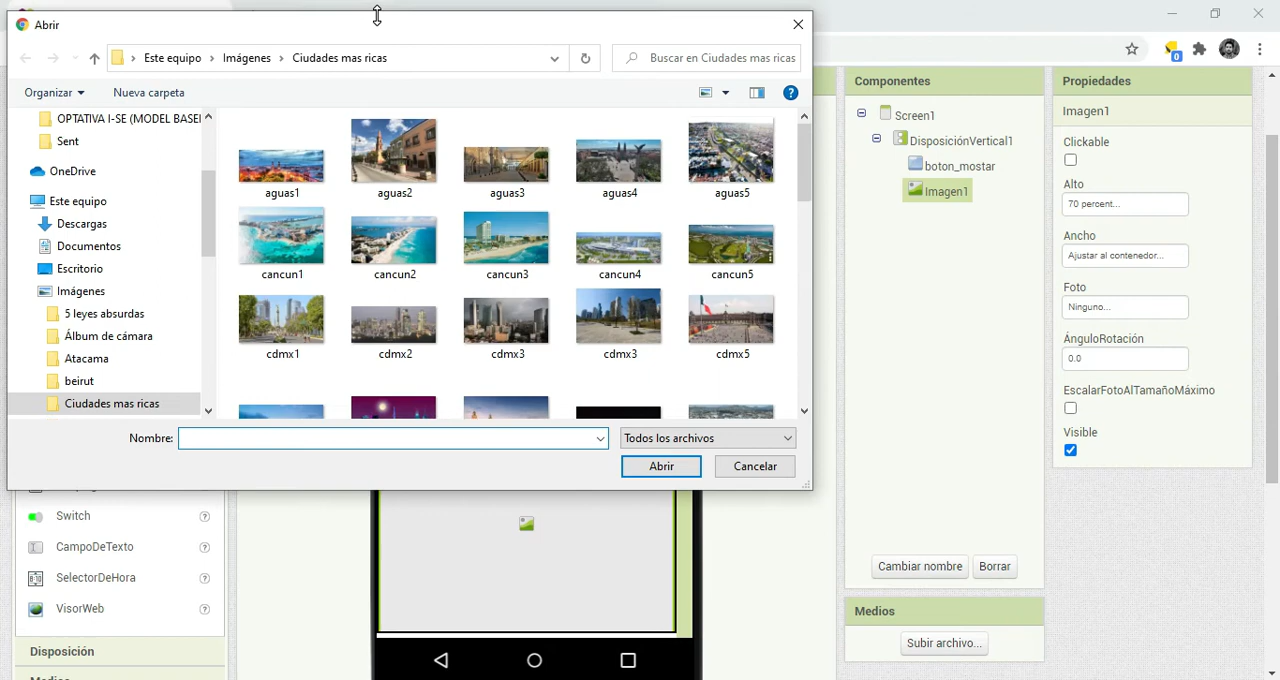 Abrir
Este equipo > Imágenes > Ciudades mas ricas
Buscar en Ciudades mas ricas
Organizar
Nueva carpeta
OPTATIVA I-SE (MODEL BASE
Sent
OneDrive
Este equipo
Descargas
Documentos
Escritorio
Imágenes
5 leyes absurdas
Álbum de cámara
Atacama
beirut
Ciudades mas ricas
aguas1 aguas2 aguas3 aguas4 aguas5
cancun1 cancun2 cancun3 cancun4 cancun5
cdmx1 cdmx2 cdmx3 cdmx3 cdmx5
Nombre:
Todos los archivos
Abrir Cancelar
Switch
CampoDeTexto
SelectorDeHora
VisorWeb
Disposición
0
Componentes
Screen1
DisposiciónVertical1
boton_mostar
Imagen1
Cambiar nombre Borrar
Medios
Subir archivo...
Propiedades
Imagen1
Clickable
Alto
70 percent...
Ancho
Ajustar al contenedor...
Foto
Ninguno...
ÁnguloRotación
0.0
EscalarFotoAlTamañoMáximo
Visible